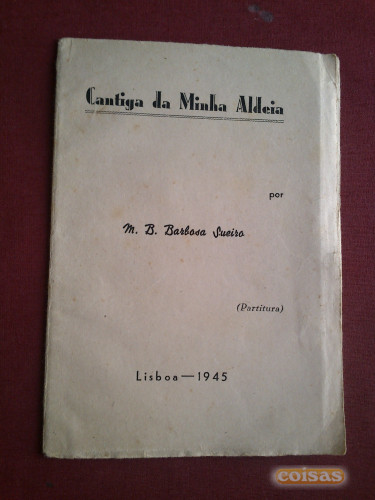 Cantiga da Minha Aldeia
por
M. B. Barbosa Sueiro
(Partitura)
Lisboa — 1945
coisas